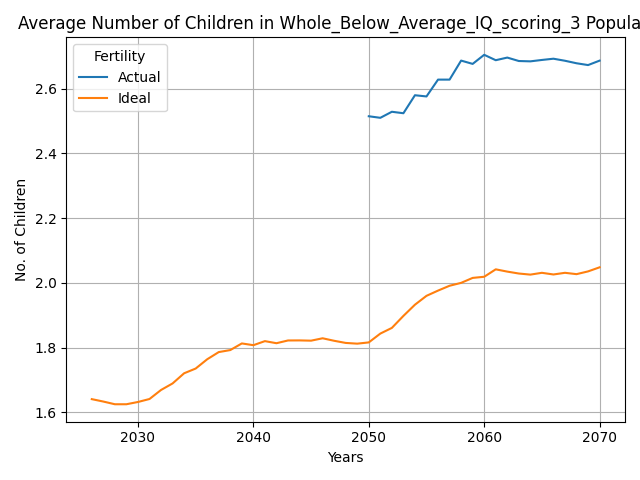 Average Number of Children in Whole_Below_Average_IQ_scoring_3 Popula
Fertility
Actual
Ideal
2.6
2.4
2.2
2.0
1.8
1.6
No. of Children
2030 2040 2050 2060 2070
Years